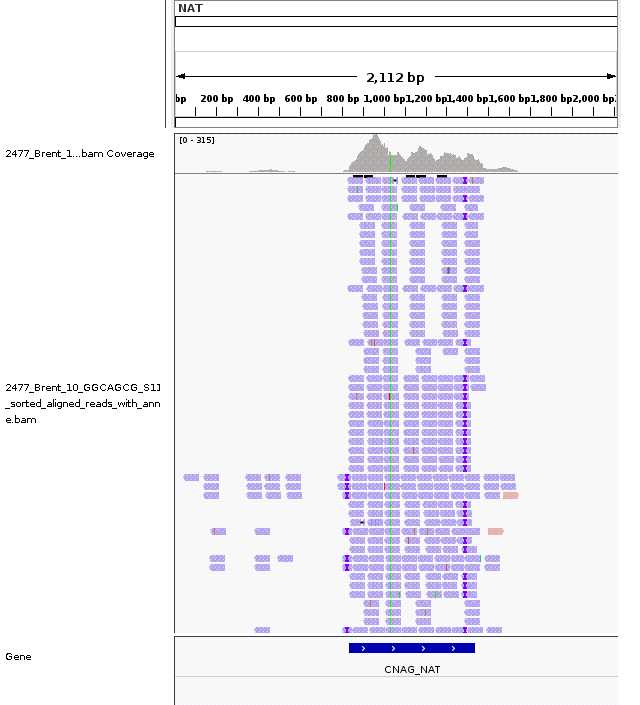 NAT
2,112 bp
bp 200 bp 400 bp 600 bp 800 bp 1,000 bp 1,200 bp 1,400 bp 1,600 bp 1,800 bp 2,000 bp
[0 - 315]
2477_Brent_1...bam Coverage
2477_Brent_10_GGCAGCG_S11
_sorted_aligned_reads_with_ann
e.bam
Gene
CNAG_NAT